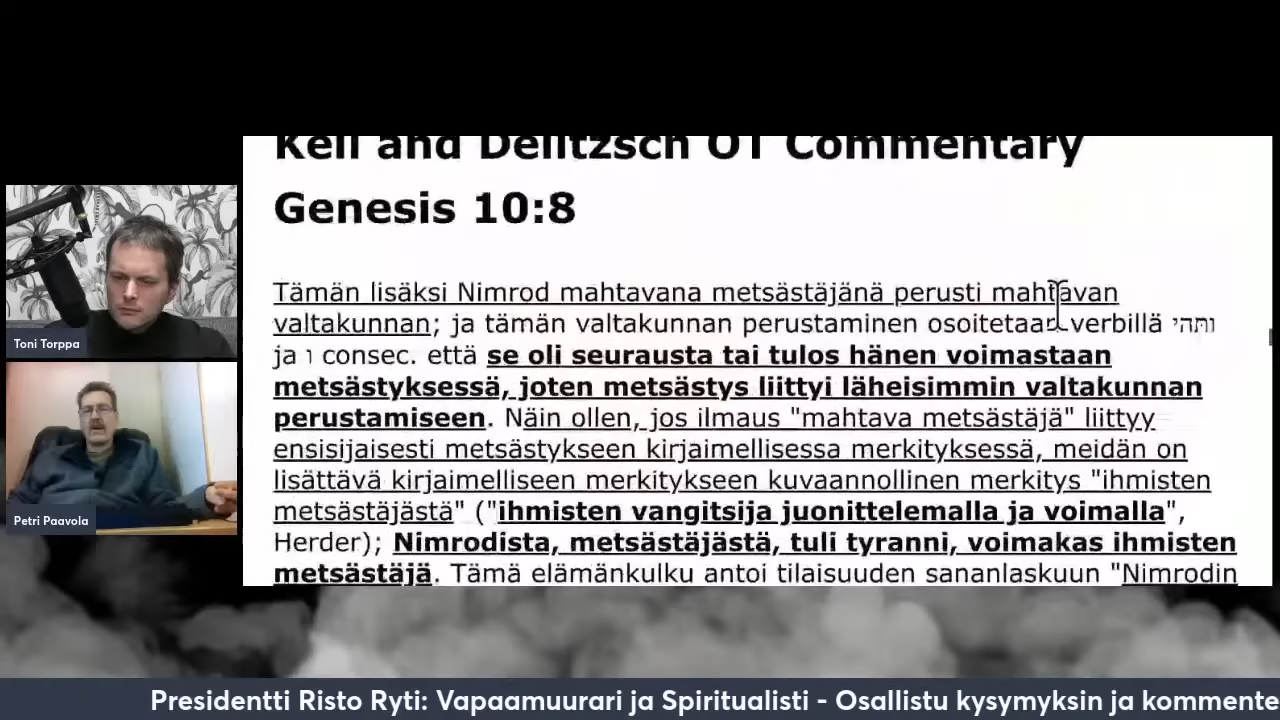 Keil and Delitzsch OT Commentary
Genesis 10:8
Tämän lisäksi Nimrod mahtavana metsästäjänä perusti mahtavan
valtakunnan; ja tämän valtakunnan perustaminen osoitetaan verbillä ותהי
ja ו consec. että se oli seurausta tai tulos hänen voimastaan
metsästyksessä, joten metsästys liittyi läheisimmin valtakunnan
perustamiseen. Näin ollen, jos ilmaus "mahtava metsästäjä" liittyy
ensisijaisesti metsästykseen kirjaimellisessa merkityksessä, meidän on
lisättävä kirjaimelliseen merkitykseen kuvaannollinen merkitys "ihmisten
metsästäjästä" ("ihmisten vangitsija juonittelemalla ja voimalla",
Herder); Nimrodista, metsästäjästä, tuli tyranni, voimakas ihmisten
metsästäjä. Tämä elämänkulku antoi tilaisuuden sananlaskuun "Nimrodin
Toni Torppa
Petri Paavola
Presidentti Risto Ryti: Vapaamuurari ja Spiritualisti - Osallistu kysymyksin ja kommente